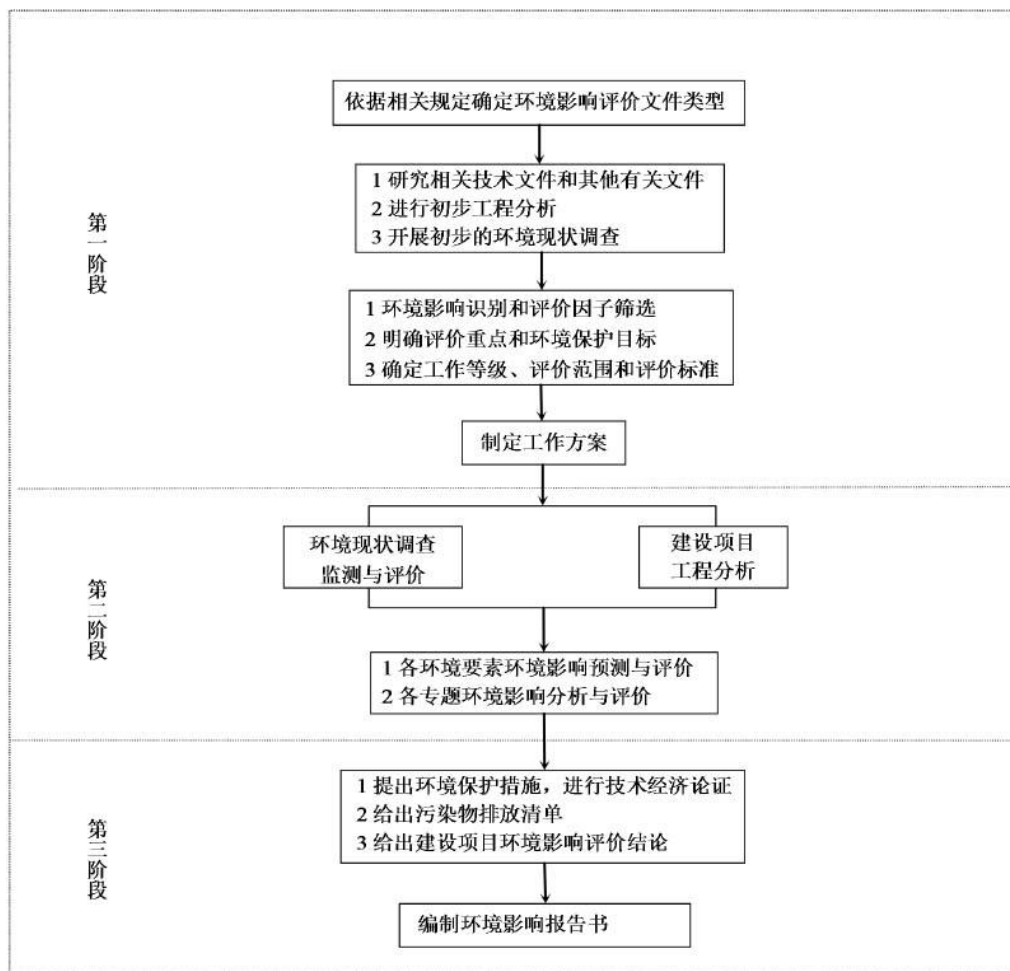 依据相关规定确定环境影响评价文件类型
1 研究相关技术文件和其他有关文件
2 进行初步工程分析
3 开展初步的环境现状调查
第一阶段
1 环境影响识别和评价因子筛选
2 明确评价重点和环境保护目标
3 确定工作等级、评价范围和评价标准
制定工作方案
环境现状调查
监测与评价
建设项目
工程分析
第二阶段
1 各环境要素环境影响预测与评价
2 各专题环境影响分析与评价
1 提出环境保护措施，进行技术经济论证
2 给出污染物排放清单
3 给出建设项目环境影响评价结论
第三阶段
编制环境影响报告书